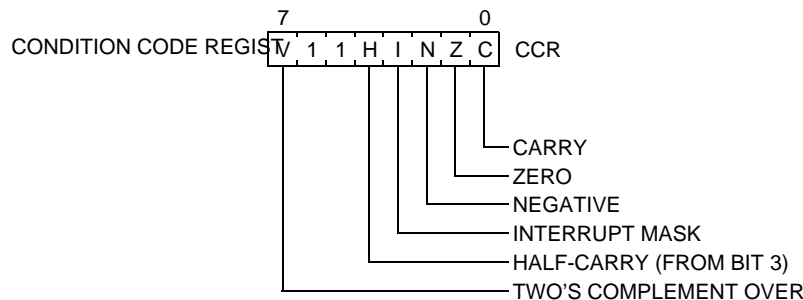 7 0
CONDITION CODE REGIST V 1 1 H I N Z C CCR
CARRY
ZERO
NEGATIVE
INTERRUPT MASK
HALF-CARRY (FROM BIT 3)
TWO'S COMPLEMENT OVER